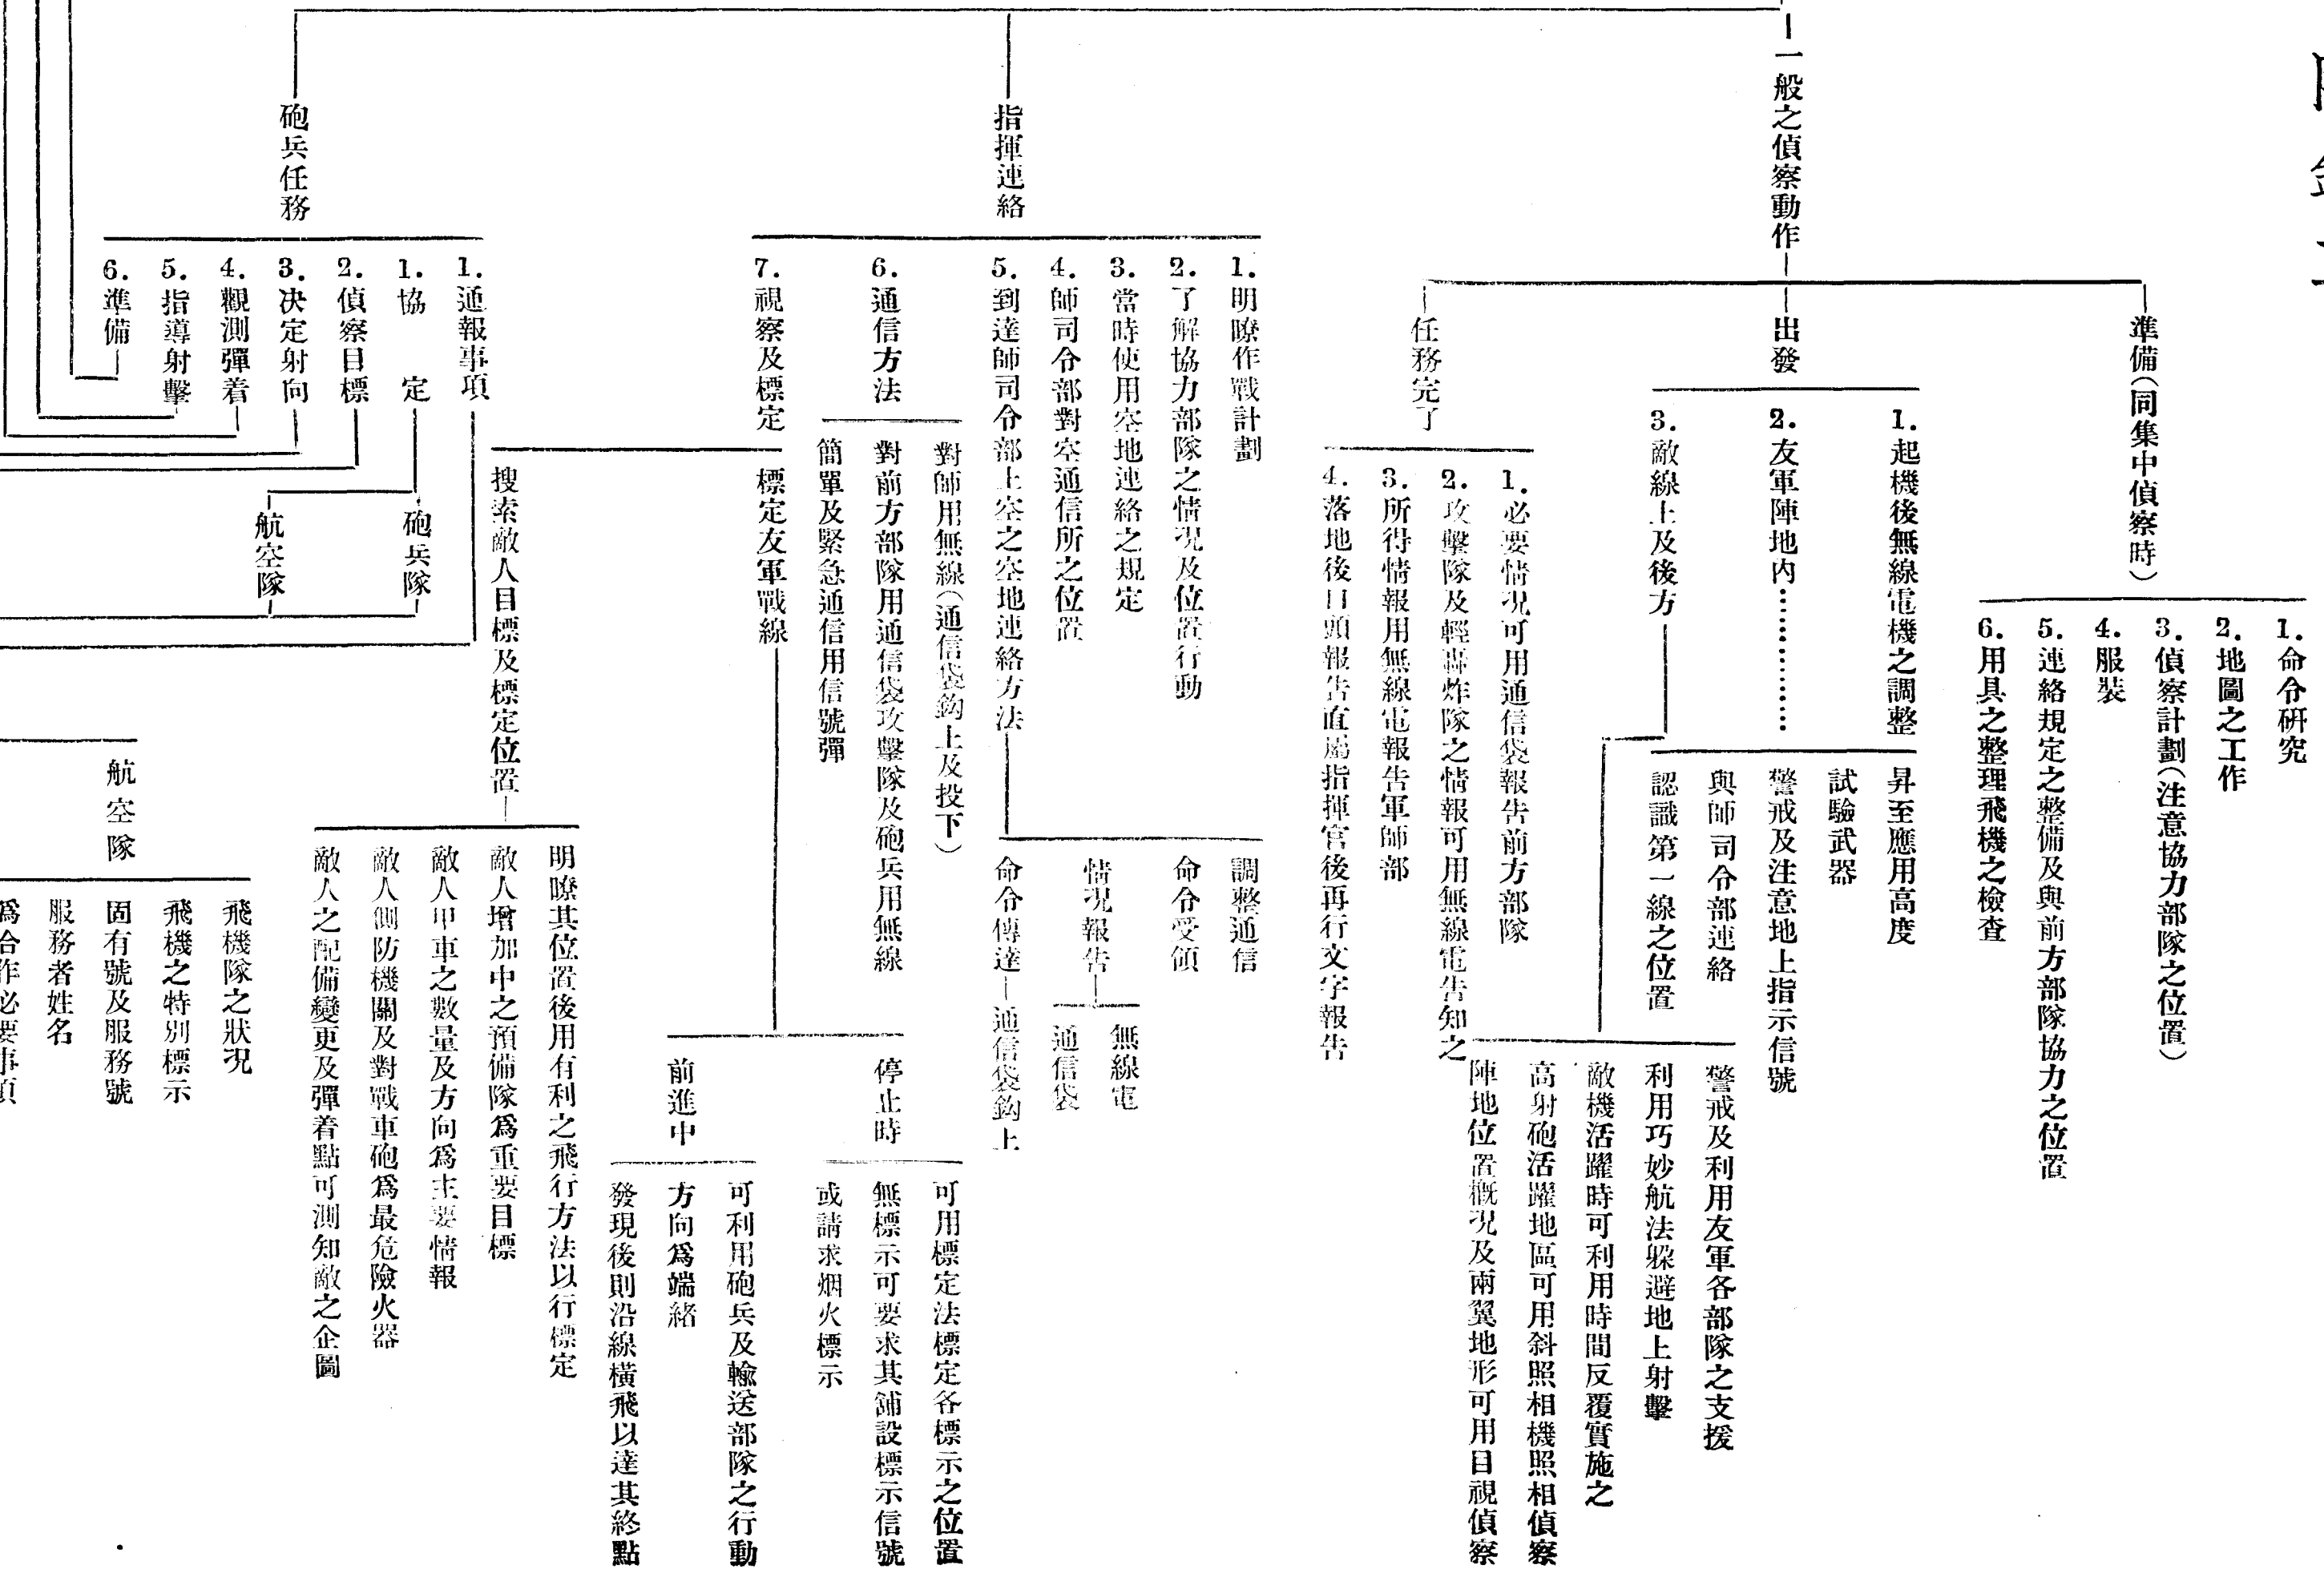 一般之偵察動作
準備(同集中偵察時)
1.命令研究
2.地圖之工作
3.偵察計劃(注意協力部隊之位置)
4.服裝
5.連絡規定之整備及與前方部隊協力之位置
6.用具之整理飛機之檢查
出發
1.起機後無線電機之調整
昇至應用高度
試驗武器
2.友軍陣地內…………
警戒及注意地上指示信號
與師司令部連絡
認識第一線之位置
3.敵線上及後方
警戒及利用友軍各部隊之支援
利用巧妙航法躱避地上射擊
敵機活躍時可利用時間反覆實施之
高射砲活躍地區可用斜照相機照相偵察
陣地位置概況及兩翼地形可用目視偵察
任務完了
1.必要情况可用通信袋報告前方部隊
2.攻擊隊及輕轟炸隊之情報可用無線電告知之
3.所得情報用無線電報告軍師部
4.落地後口頭報告直屬指揮官後再行文字報告
指揮連絡
1.明瞭作戰計劃
2.了解協力部隊之情况及位置行動
3.當時使用空地連絡之規定
4.師司令部對空通信所之位置
5.到達師司令部上空之空地連絡方法
調整通信
命令受領
情况報告
無線電
通信袋
命令傳達—通信袋鈎上
6.通信方法
對師用無線(通信袋鈎上及投下)
對前方部隊用通信袋攻擊隊及砲兵用無線
簡單及緊急通信用信號彈
7.視察及標定
標定友軍戰線
停止時
可用標定法標定各標示之位置
無標示可要求其舖設標示信號
或請求烟火標示
前進中
可利用砲兵及輸送部隊之行動
方向爲端緒
發現後則沿線橫飛以達其終點
搜索敵人目標及標定位置
明瞭其位置後用有利之飛行方法以行標定
敵人增加中之預備隊爲重要目標
敵人甲車之數量及方向爲主要情報
敵人側防機關及對戰車砲爲最危險火器
敵人之配備變更及彈着點可測知敵之企圖
砲兵任務
1.通報事項
1.協定
砲兵隊
航空隊
2.偵察目標
3.决定射向
4.觀測彈着
5.指導射擊
6.準備
航空隊
飛機隊之狀况
飛機之特別標示
固有號及服務號
服務者姓名
爲合作必要事項